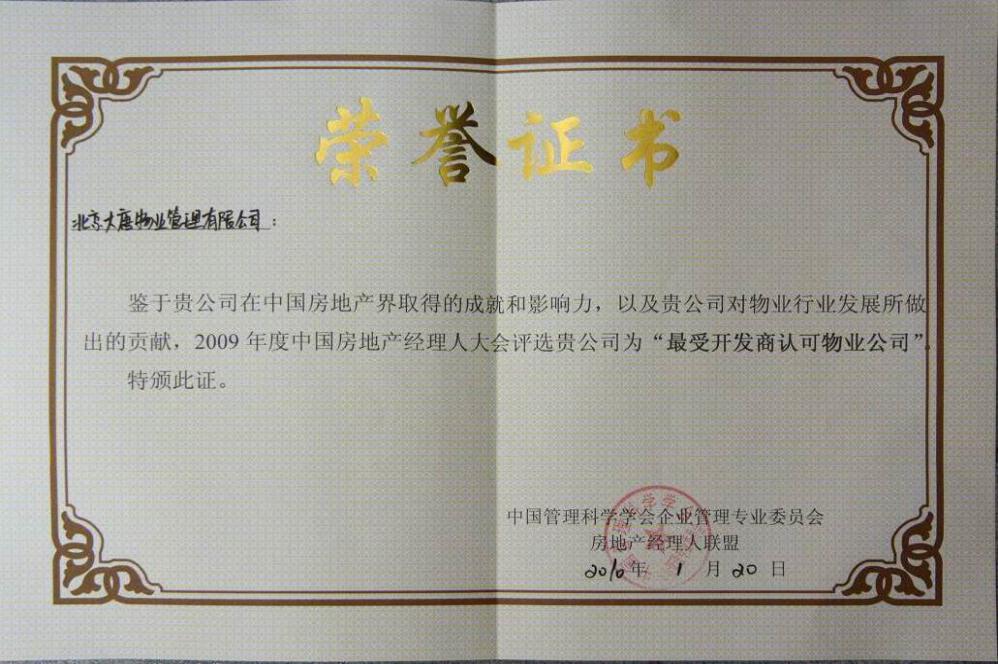 荣誉证书
北京大唐物业管理有限公司：
鉴于贵公司在中国房地产界取得的成就和影响力，以及贵公司对物业行业发展所做
出的贡献，2009 年度中国房地产经理人大会评选贵公司为“最受开发商认可物业公司”。
特颁此证。
中国管理科学学会企业管理专业委员会
房地产经理人联盟
2010 年 1 月 20 日